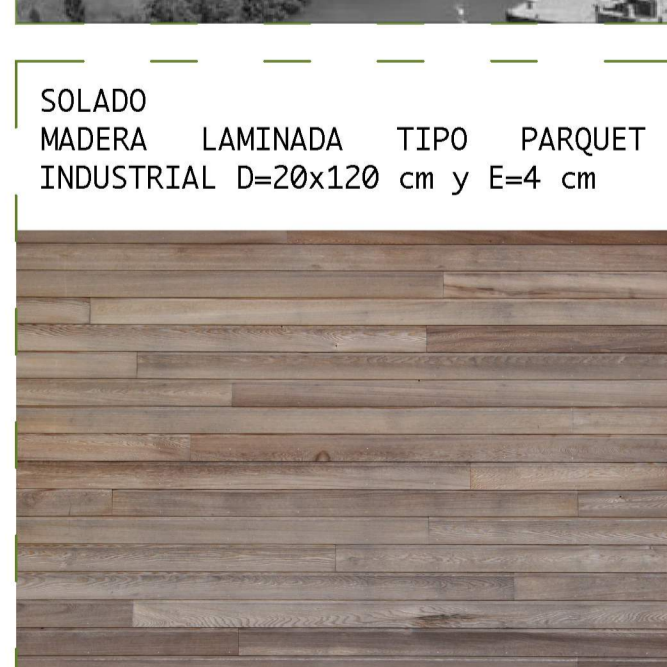 SOLADO
MADERA LAMINADA TIPO PARQUET
INDUSTRIAL D=20x120 cm y E=4 cm